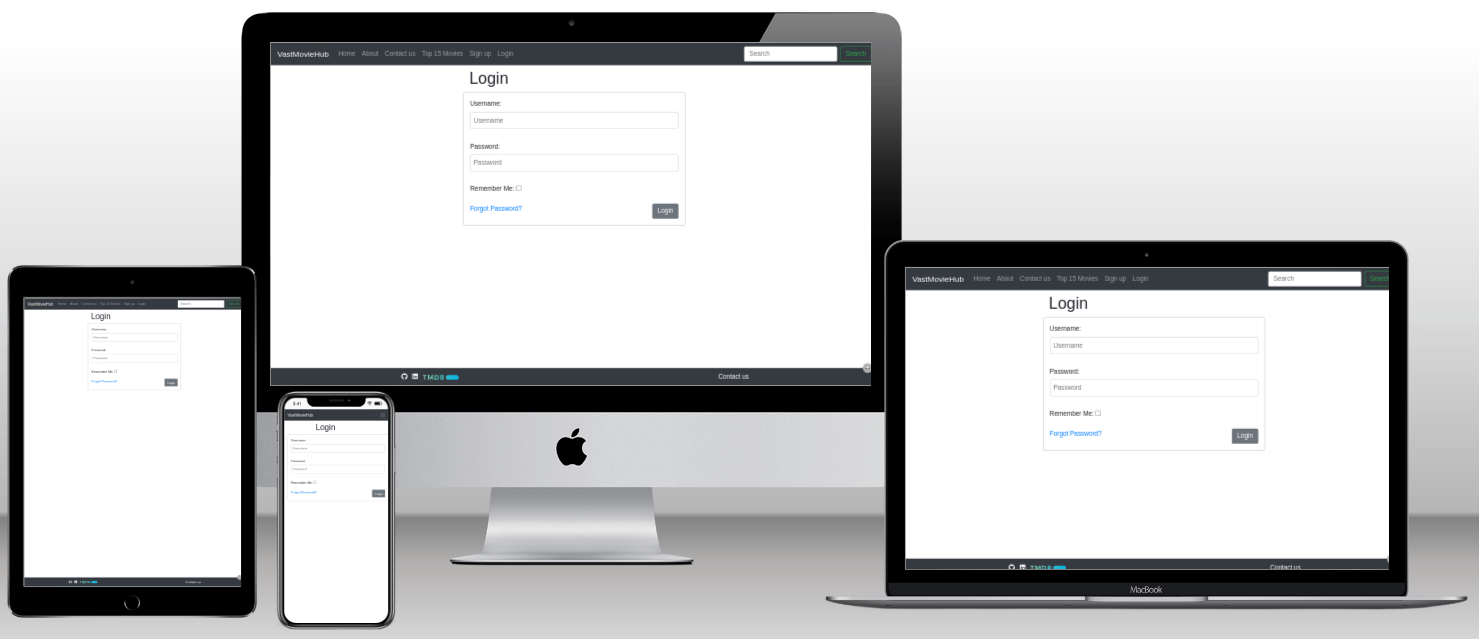 VastMovieHub Home About Contact us Top 15 Movies Sign up Login Search Search
Login
Username:
Username
Password:
Password
Remember Me:
Forgot Password? Login
TMDB Contact us
VastMovieHub Home About Contact us Top 15 Movies Sign up Login Search Search
Login
Username:
Username
Password:
Password
Remember Me:
Forgot Password? Login
TMDB Contact us
VastMovieHub
Login
Username:
Username
Password:
Password
Remember Me:
Forgot Password? Login
VastMovieHub Home About Contact us Top 15 Movies Sign up Login Search Search
Login
Username:
Username
Password:
Password
Remember Me:
Forgot Password? Login
TMDB Contact us
MacBook